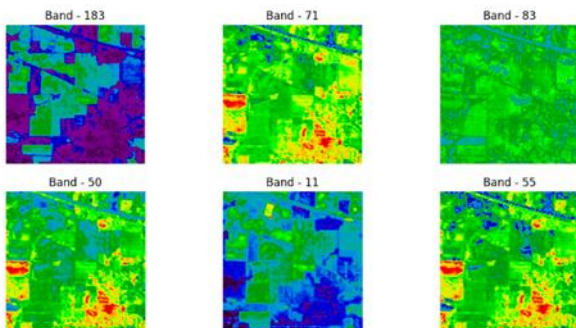 Band - 183
Band - 71
Band - 83
Band - 50
Band - 11
Band - 55